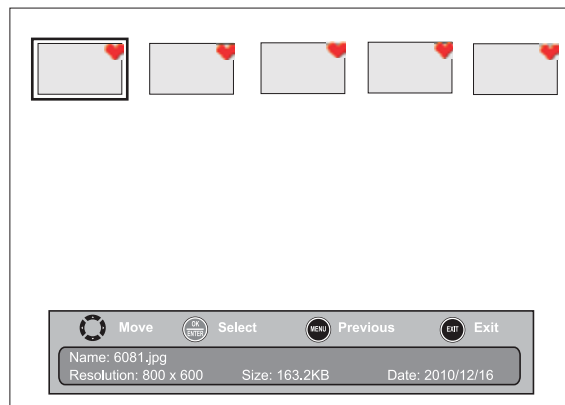 Move OK ENTER Select MENU Previous EXIT Exit
Name: 6081.jpg
Resolution: 800 x 600 Size: 163.2KB Date: 2010/12/16